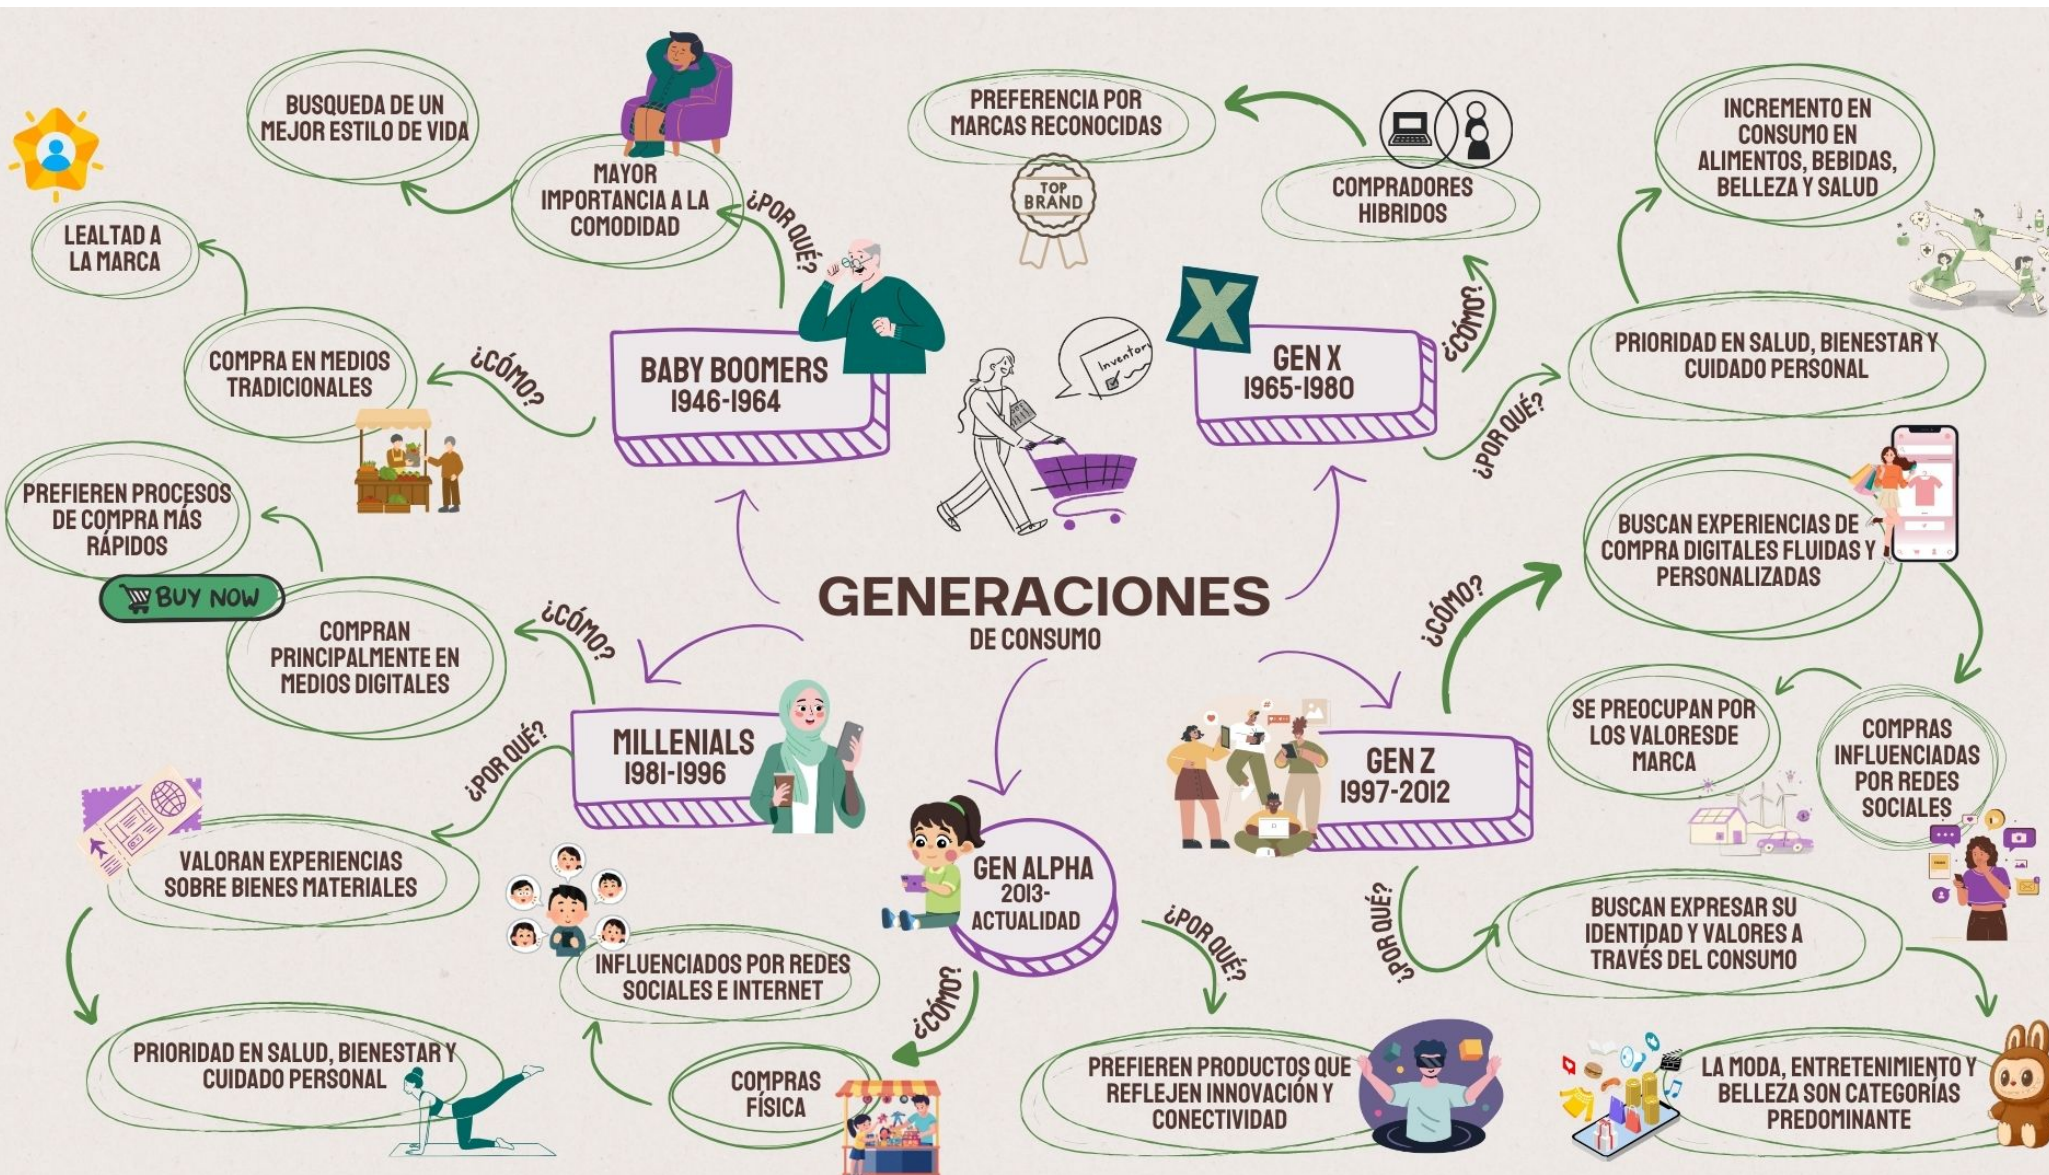 GENERACIONES
DE CONSUMO
BABY BOOMERS
1946-1964
¿POR QUÉ?
MAYOR
IMPORTANCIA A LA
COMODIDAD
BUSQUEDA DE UN
MEJOR ESTILO DE VIDA
¿CÓMO?
COMPRA EN MEDIOS
TRADICIONALES
LEALTAD A
LA MARCA
Inventory
X
GEN X
1965-1980
¿CÓMO?
COMPRADORES
HIBRIDOS
PREFERENCIA POR
MARCAS RECONOCIDAS
TOP
BRAND
¿POR QUÉ?
PRIORIDAD EN SALUD, BIENESTAR Y
CUIDADO PERSONAL
INCREMENTO EN
CONSUMO EN
ALIMENTOS, BEBIDAS,
BELLEZA Y SALUD
MILLENIALS
1981-1996
¿CÓMO?
COMPRAN
PRINCIPALMENTE EN
MEDIOS DIGITALES
BUY NOW
PREFIEREN PROCESOS
DE COMPRA MÁS
RÁPIDOS
¿POR QUÉ?
VALORAN EXPERIENCIAS
SOBRE BIENES MATERIALES
PRIORIDAD EN SALUD, BIENESTAR Y
CUIDADO PERSONAL
GEN ALPHA
2013-
ACTUALIDAD
¿CÓMO?
COMPRAS
FÍSICA
INFLUENCIADOS POR REDES
SOCIALES E INTERNET
¿POR QUÉ?
PREFIEREN PRODUCTOS QUE
REFLEJEN INNOVACIÓN Y
CONECTIVIDAD
GEN Z
1997-2012
¿CÓMO?
BUSCAN EXPERIENCIAS DE
COMPRA DIGITALES FLUIDAS Y
PERSONALIZADAS
COMPRAS
INFLUENCIADAS
POR REDES
SOCIALES
SE PREOCUPAN POR
LOS VALORESDE
MARCA
¿POR QUÉ?
BUSCAN EXPRESAR SU
IDENTIDAD Y VALORES A
TRAVÉS DEL CONSUMO
LA MODA, ENTRETENIMIENTO Y
BELLEZA SON CATEGORÍAS
PREDOMINANTE